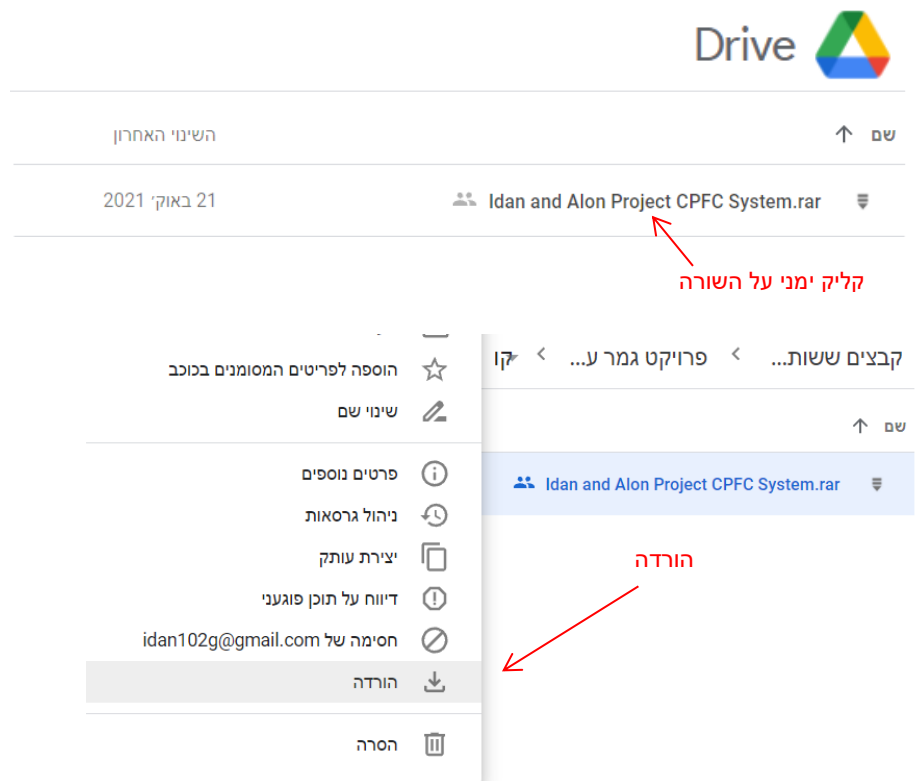 Drive
שם
השינוי האחרון
Idan and Alon Project CPFC System.rar
21 באוק׳ 2021
קליק ימני על השורה
קבצים ששות...
פרויקט גמר ע...
קו
שם
Idan and Alon Project CPFC System.rar
הורדה
הוספה לפריטים המסומנים בכוכב
שינוי שם
פרטים נוספים
ניהול גרסאות
יצירת עותק
דיווח על תוכן פוגעני
חסימה של idan102g@gmail.com
הורדה
הסרה